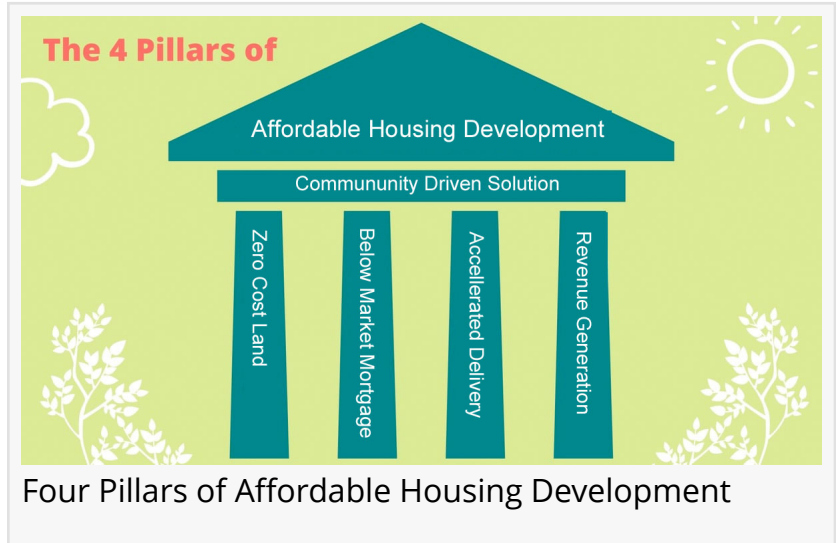 The 4 Pillars of
Affordable Housing Development
Commununity Driven Solution
Zero Cost Land
Below Market Mortgage
Accellerated Delivery
Revenue Generation
Four Pillars of Affordable Housing Development